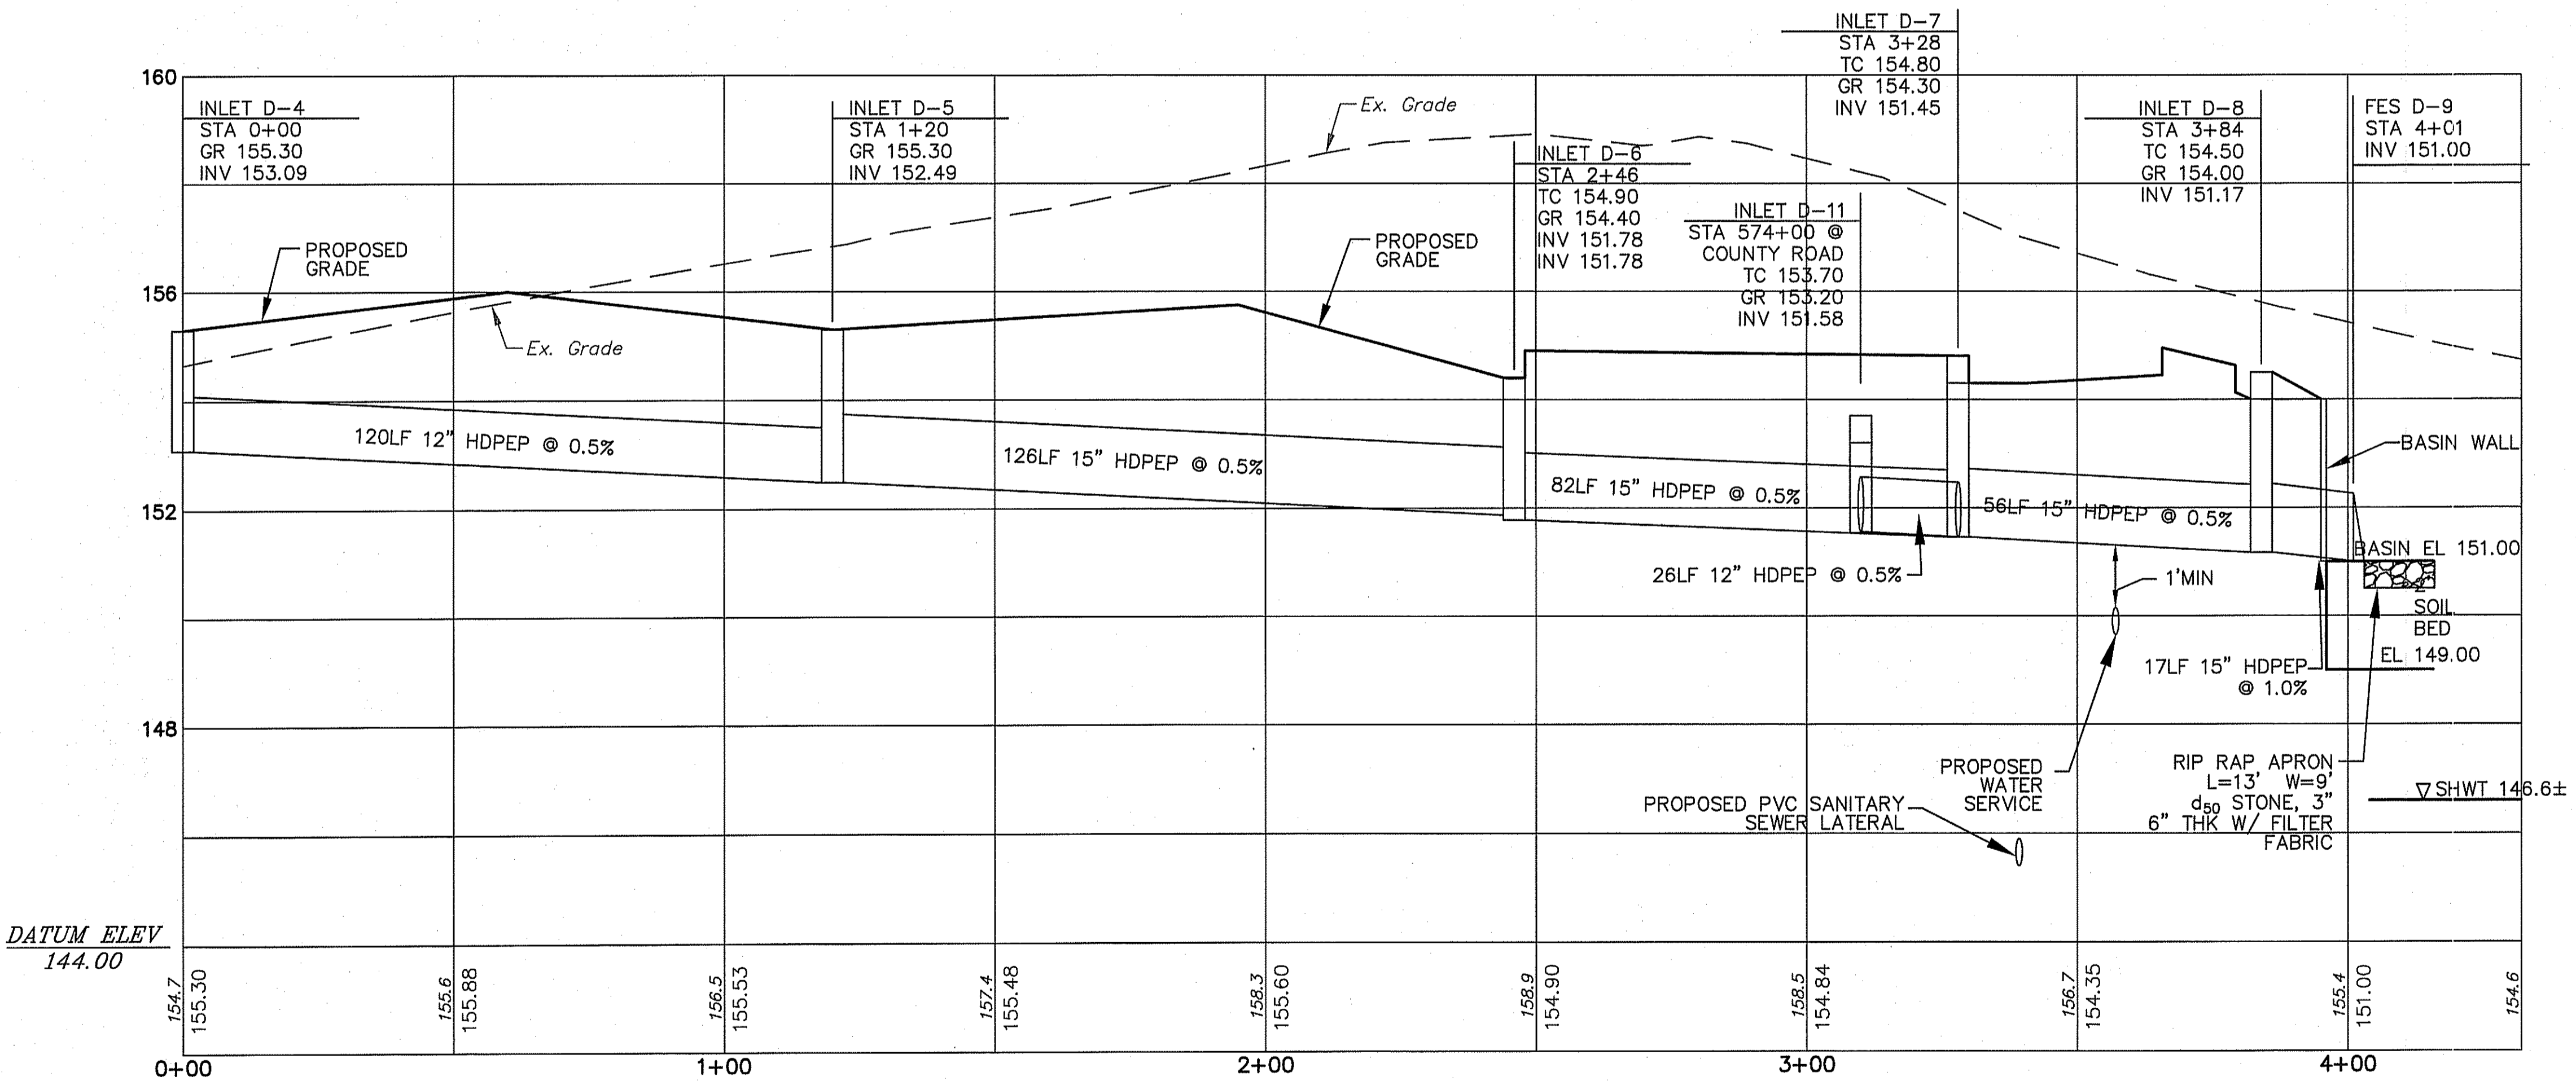 INLET D-7
STA 3+28
TC 154.80
GR 154.30
INV 151.45
160
INLET D-4
STA 0+00
GR 155.30
INV 153.09
INLET D-5
STA 1+20
GR 155.30
INV 152.49
Ex. Grade
INLET D-6
STA 2+46
TC 154.90
GR 154.40
INV 151.78
INV 151.78
INLET D-11
STA 574+00 @
COUNTY ROAD
TC 153.70
GR 153.20
INV 151.58
INLET D-8
STA 3+84
TC 154.50
GR 154.00
INV 151.17
FES D-9
STA 4+01
INV 151.00
PROPOSED
GRADE
PROPOSED
GRADE
156
Ex. Grade
120LF 12" HDPEP @ 0.5%
126LF 15" HDPEP @ 0.5%
82LF 15" HDPEP @ 0.5%
56LF 15" HDPEP @ 0.5%
BASIN WALL
152
BASIN EL 151.00
26LF 12" HDPEP @ 0.5%
1'MIN
SOIL
BED
EL 149.00
17LF 15" HDPEP
@ 1.0%
148
PROPOSED
WATER
SERVICE
PROPOSED PVC SANITARY
SEWER LATERAL
RIP RAP APRON
L=13' W=9'
d50 STONE, 3"
6" THK W/ FILTER
FABRIC
SHWT 146.6±
DATUM ELEV
144.00
154.7
155.30
155.6
155.88
156.5
155.53
157.4
155.48
158.3
155.60
158.9
154.90
158.5
154.84
156.7
154.35
155.4
151.00
154.6
0+00
1+00
2+00
3+00
4+00